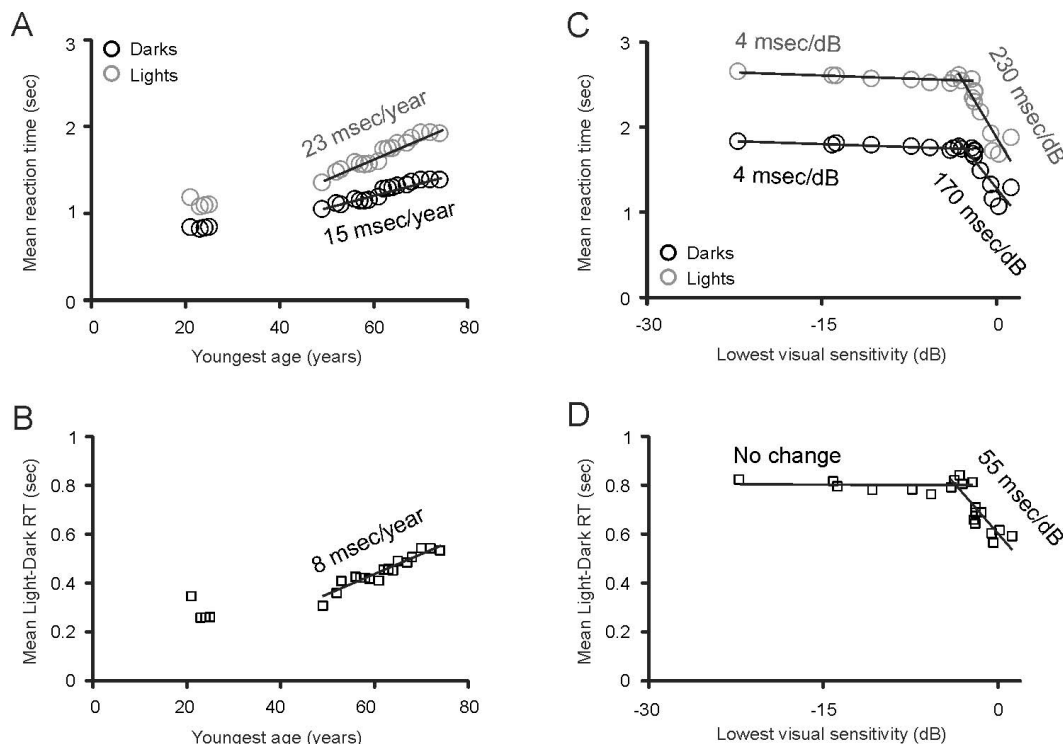 A
Darks
Lights
Mean reaction time (sec)
3
2
1
0
23 msec/year
15 msec/year
0
20
40
60
80
Youngest age (years)
B
Mean Light-Dark RT (sec)
1
0.8
0.6
0.4
0.2
0
8 msec/year
0
20
40
60
80
Youngest age (years)
C
Mean reaction time (sec)
3
2
1
0
4 msec/dB
230 msec/dB
4 msec/dB
170 msec/dB
Darks
Lights
-30
-15
0
Lowest visual sensitivity (dB)
D
Mean Light-Dark RT (sec)
1
0.8
0.6
0.4
0.2
0
No change
55 msec/dB
-30
-15
0
Lowest visual sensitivity (dB)